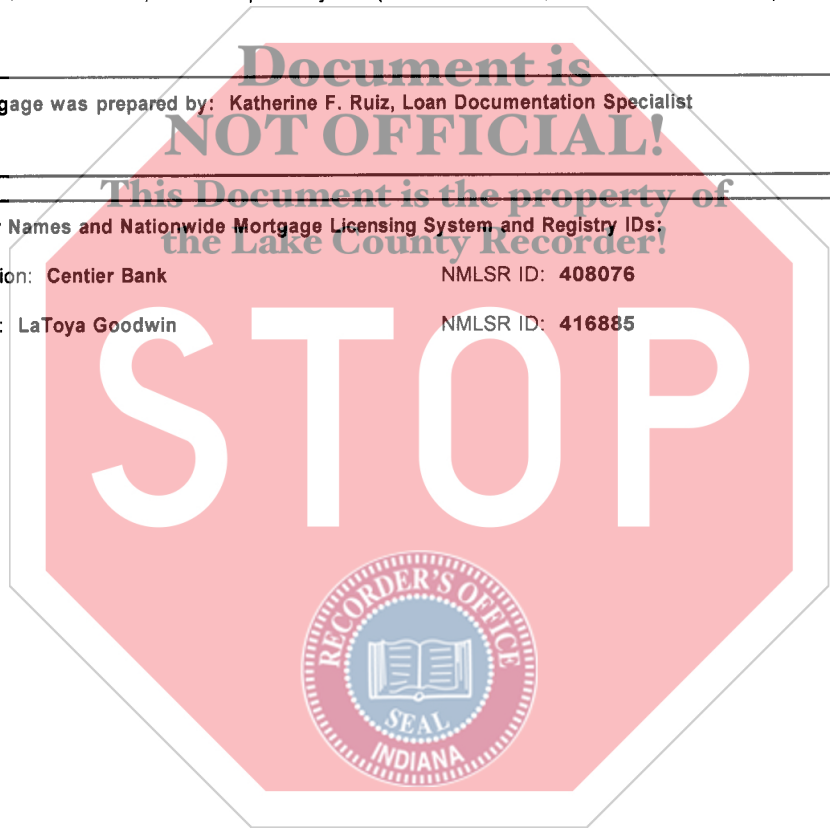 Document is
gage was prepared by: Katherine F. Ruiz, Loan Documentation Specialist
NOT OFFICIAL!
This Document is the property of
Names and Nationwide Mortgage Licensing System and Registry IDs:
the Lake County Recorder!
ion: Centier Bank NMLSR ID: 408076
: LaToya Goodwin NMLSR ID: 416885
STOP
RECORDER'S OFFICE
SEAL
INDIANA